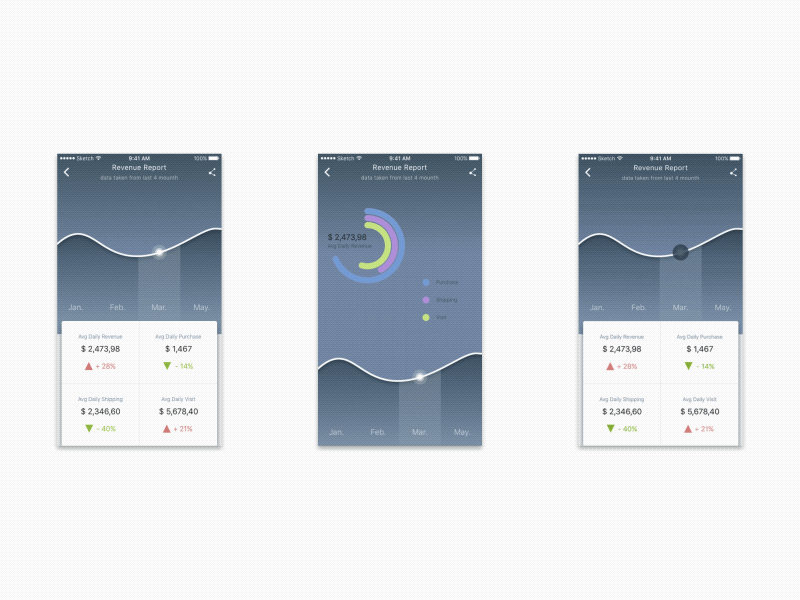 Sketch 9:41 AM 100%
Revenue Report
data taken from last 4 mounth
Jan. Feb. Mar. May.
Avg Daily Revenue Avg Daily Purchase
$ 2,473,98 $ 1,467
+ 28% - 14%
Avg Daily Shipping Avg Daily Visit
$ 2,346,60 $ 5,678,40
- 40% + 21%
Sketch 9:41 AM 100%
Revenue Report
data taken from last 4 mounth
$ 2,473,98
Avg Daily Revenue
Purchase
Shipping
Visit
Jan. Feb. Mar. May.
Sketch 9:41 AM 100%
Revenue Report
data taken from last 4 mounth
Jan. Feb. Mar. May.
Avg Daily Revenue Avg Daily Purchase
$ 2,473,98 $ 1,467
+ 28% - 14%
Avg Daily Shipping Avg Daily Visit
$ 2,346,60 $ 5,678,40
- 40% + 21%